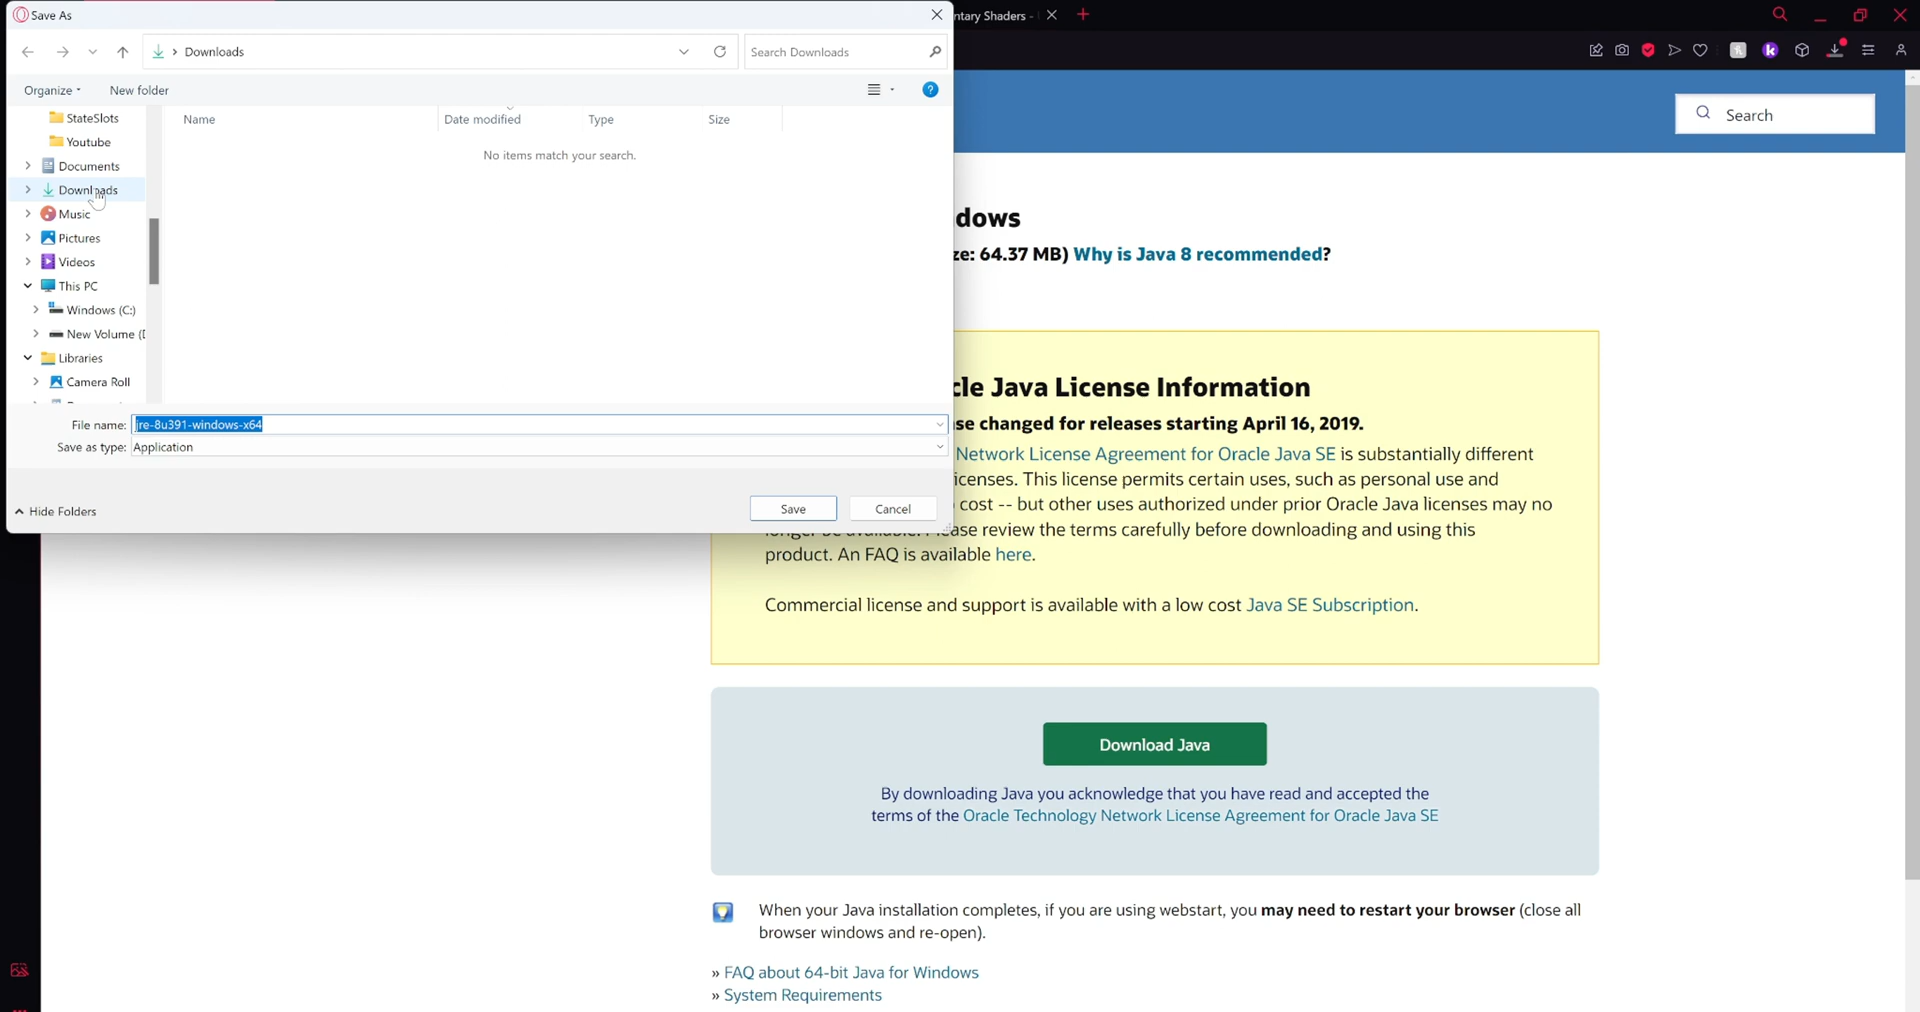 Save As
ntary Shaders -
Downloads
Search Downloads
Organize
New folder
StateSlots
Youtube
Documents
Downloads
Music
Pictures
Videos
This PC
Windows (C:)
New Volume (D
Libraries
Camera Roll
Name
Date modified
Type
Size
No items match your search.
File name:
jre-8u391-windows-x64
Save as type:
Application
Hide Folders
Save
Cancel
Search
dows
ze: 64.37 MB) Why is Java 8 recommended?
cle Java License Information
se changed for releases starting April 16, 2019.
Network License Agreement for Oracle Java SE is substantially different
icenses. This license permits certain uses, such as personal use and
cost -- but other uses authorized under prior Oracle Java licenses may no
ase review the terms carefully before downloading and using this
product. An FAQ is available here.
Commercial license and support is available with a low cost Java SE Subscription.
Download Java
By downloading Java you acknowledge that you have read and accepted the
terms of the Oracle Technology Network License Agreement for Oracle Java SE
When your Java installation completes, if you are using webstart, you may need to restart your browser (close all
browser windows and re-open).
» FAQ about 64-bit Java for Windows
» System Requirements